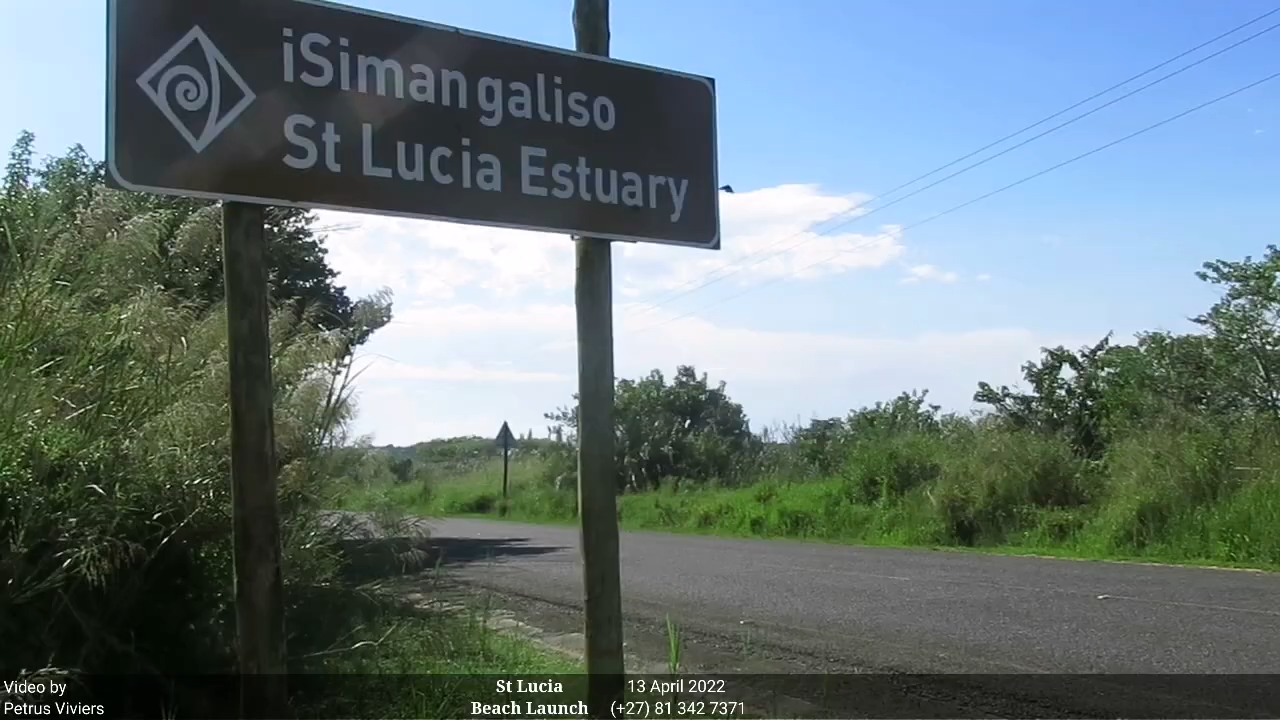 iSimangaliso
St Lucia Estuary
Video by
Petrus Viviers
St Lucia
Beach Launch
13 April 2022
(+27) 81 342 7371